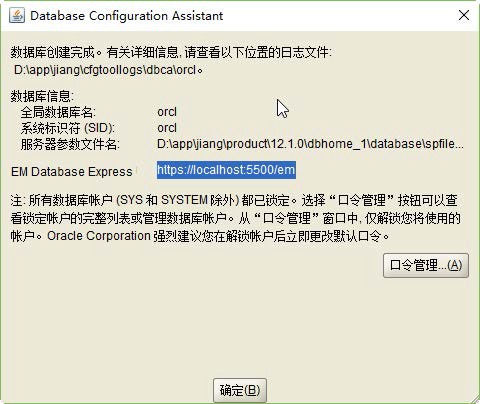 Database Configuration Assistant
数据库创建完成。有关详细信息, 请查看以下位置的日志文件:
D:\app\jiang\cfgtoollogs\dbca\orcl。
数据库信息:
全局数据库名: orcl
系统标识符 (SID): orcl
服务器参数文件名: D:\app\jiang\product\12.1.0\dbhome_1\database\spfile...
EM Database Express https://localhost:5500/em
注: 所有数据库帐户 (SYS 和 SYSTEM 除外) 都已锁定。选择“口令管理”按钮可以查
看锁定帐户的完整列表或管理数据库帐户。从“口令管理”窗口中, 仅解锁您将使用的
帐户。Oracle Corporation 强烈建议您在解锁帐户后立即更改默认口令。
口令管理...(A)
确定(B)